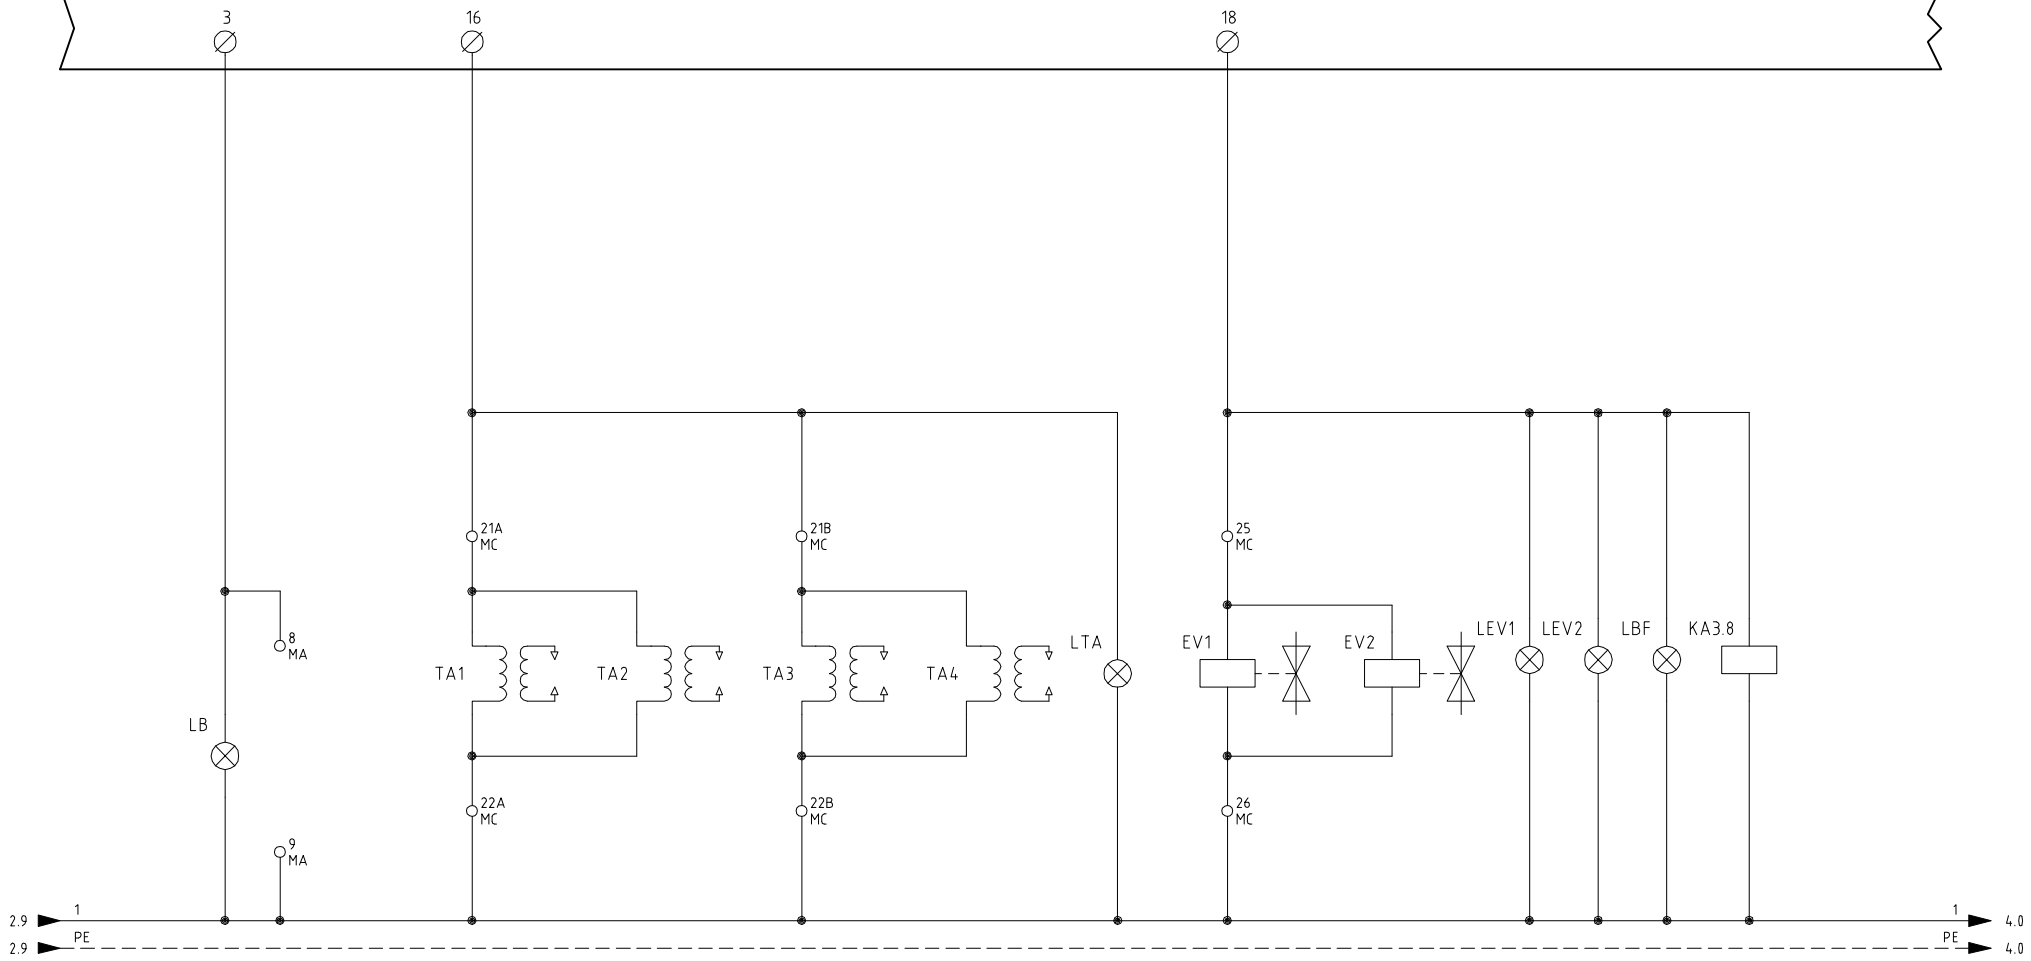 3
16
18
21A
MC
21B
MC
25
MC
8
MA
TA1
TA2
TA3
TA4
LTA
EV1
EV2
LEV1
LEV2
LBF
KA3.8
LB
22A
MC
22B
MC
26
MC
9
MA
2.9
1
1
4.0
2.9
PE
PE
4.0